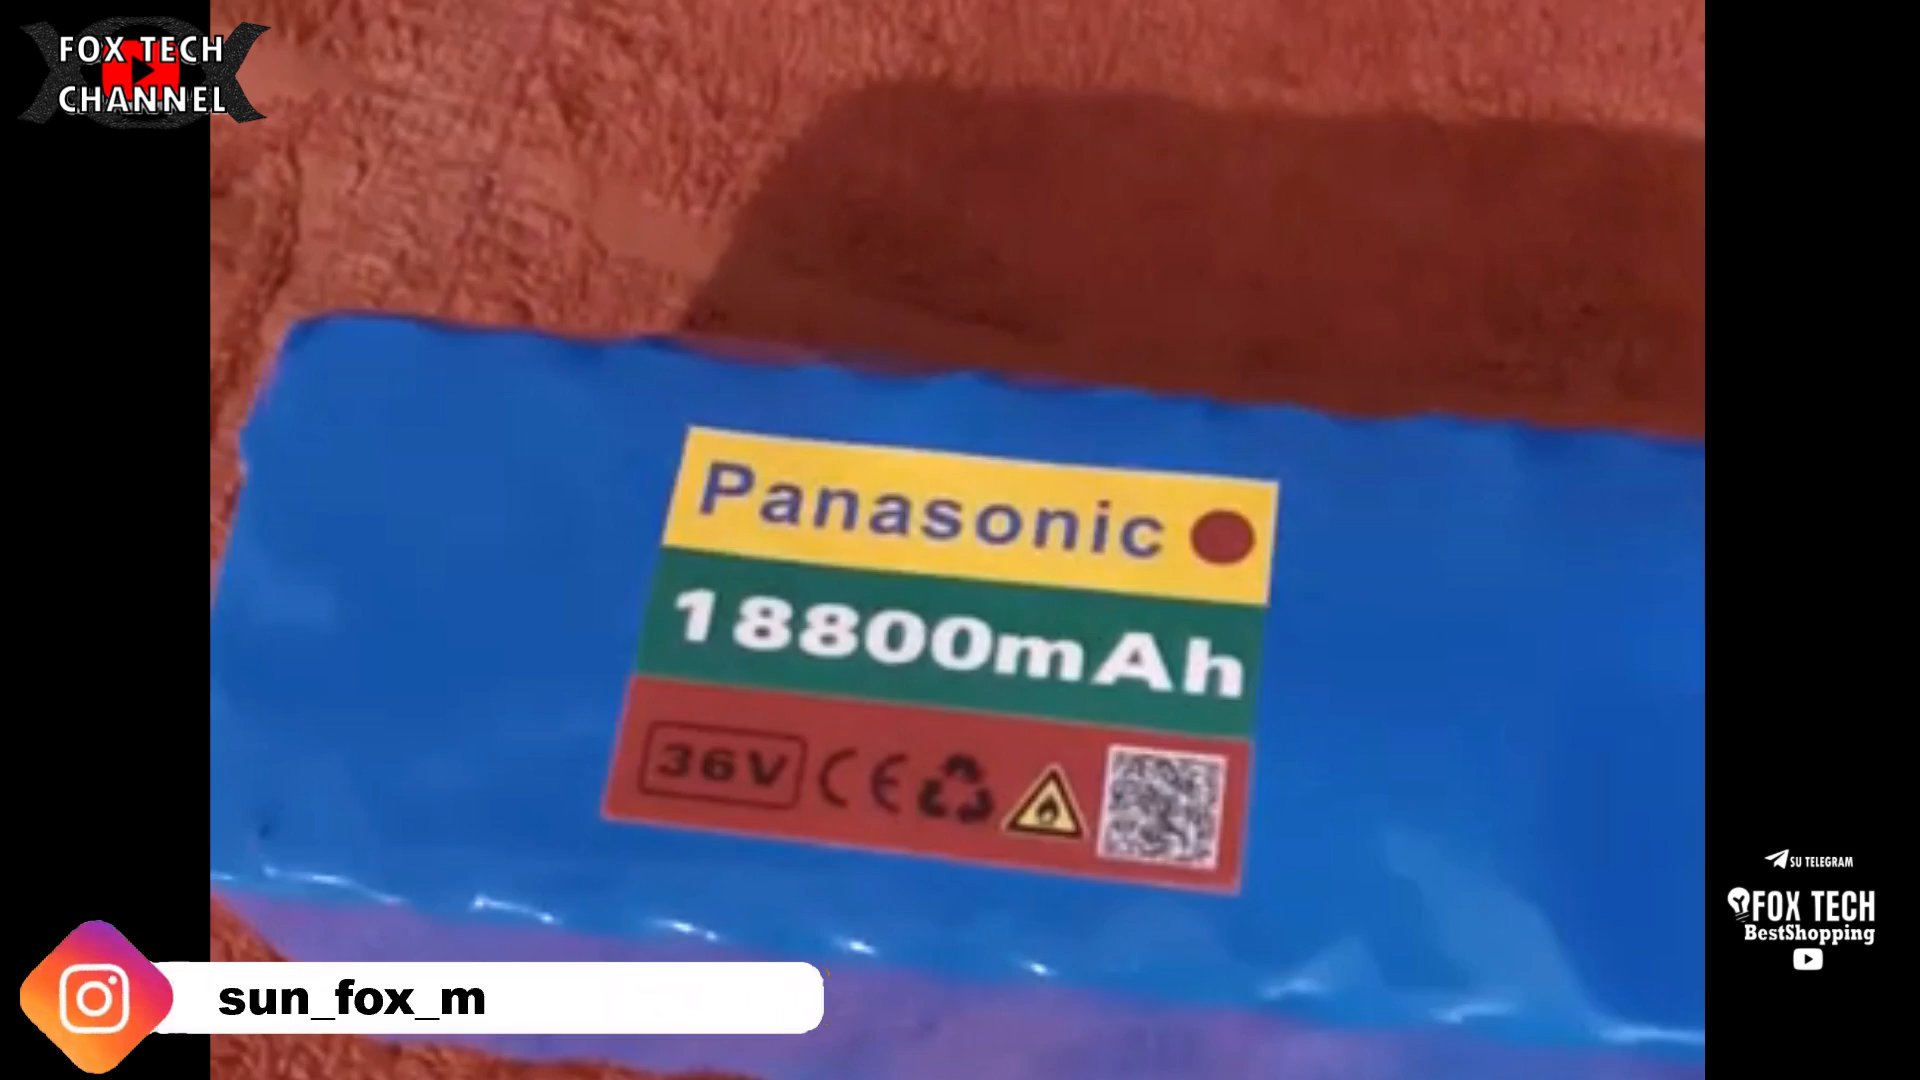 FOX TECH
CHANNEL
Panasonic
18800mAh
36V CE
SU TELEGRAM
FOX TECH
BestShopping
sun_fox_m